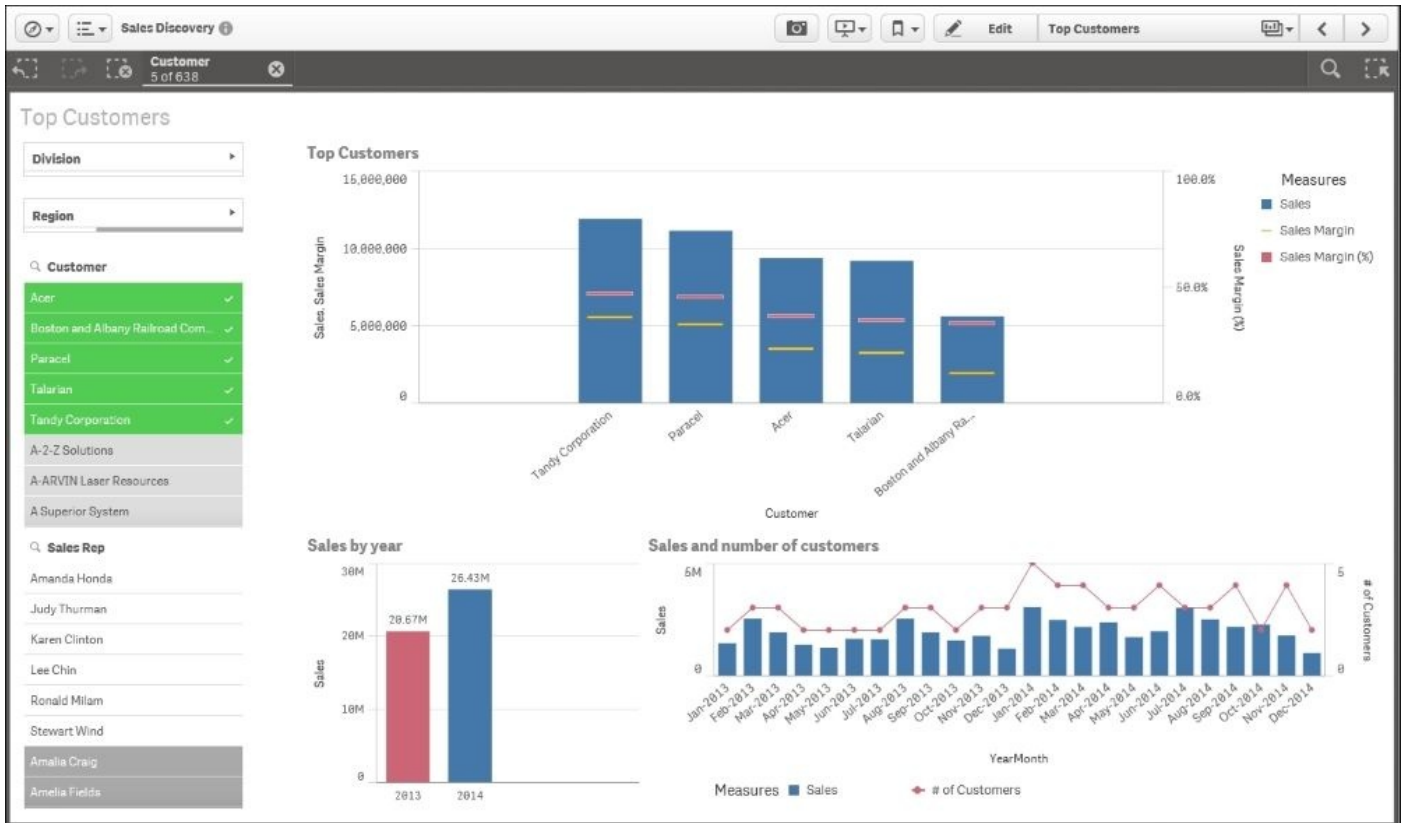 Sales Discovery
Edit
Top Customers
Customer
5 of 638
Top Customers
Division
Region
Customer
Acer
Boston and Albany Railroad Com...
Paracel
Talarian
Tandy Corporation
A-2-Z Solutions
A-ARVIN Laser Resources
A Superior System
Sales Rep
Amanda Honda
Judy Thurman
Karen Clinton
Lee Chin
Ronald Milam
Stewart Wind
Amalia Craig
Amelia Fields
Top Customers
15,000,000
10,000,000
5,000,000
0
Sales, Sales Margin
100.0%
50.0%
0.0%
Sales Margin (%)
Tandy Corporation
Paracel
Acer
Talarian
Boston and Albany Ra...
Customer
Measures
Sales
Sales Margin
Sales Margin (%)
Sales by year
30M
20M
10M
0
Sales
20.67M
26.43M
2013
2014
Sales and number of customers
5M
0
Sales
5
0
# of Customers
Jan-2013
Feb-2013
Mar-2013
Apr-2013
May-2013
Jun-2013
Jul-2013
Aug-2013
Sep-2013
Oct-2013
Nov-2013
Dec-2013
Jan-2014
Feb-2014
Mar-2014
Apr-2014
May-2014
Jun-2014
Jul-2014
Aug-2014
Sep-2014
Oct-2014
Nov-2014
Dec-2014
YearMonth
Measures
Sales
# of Customers